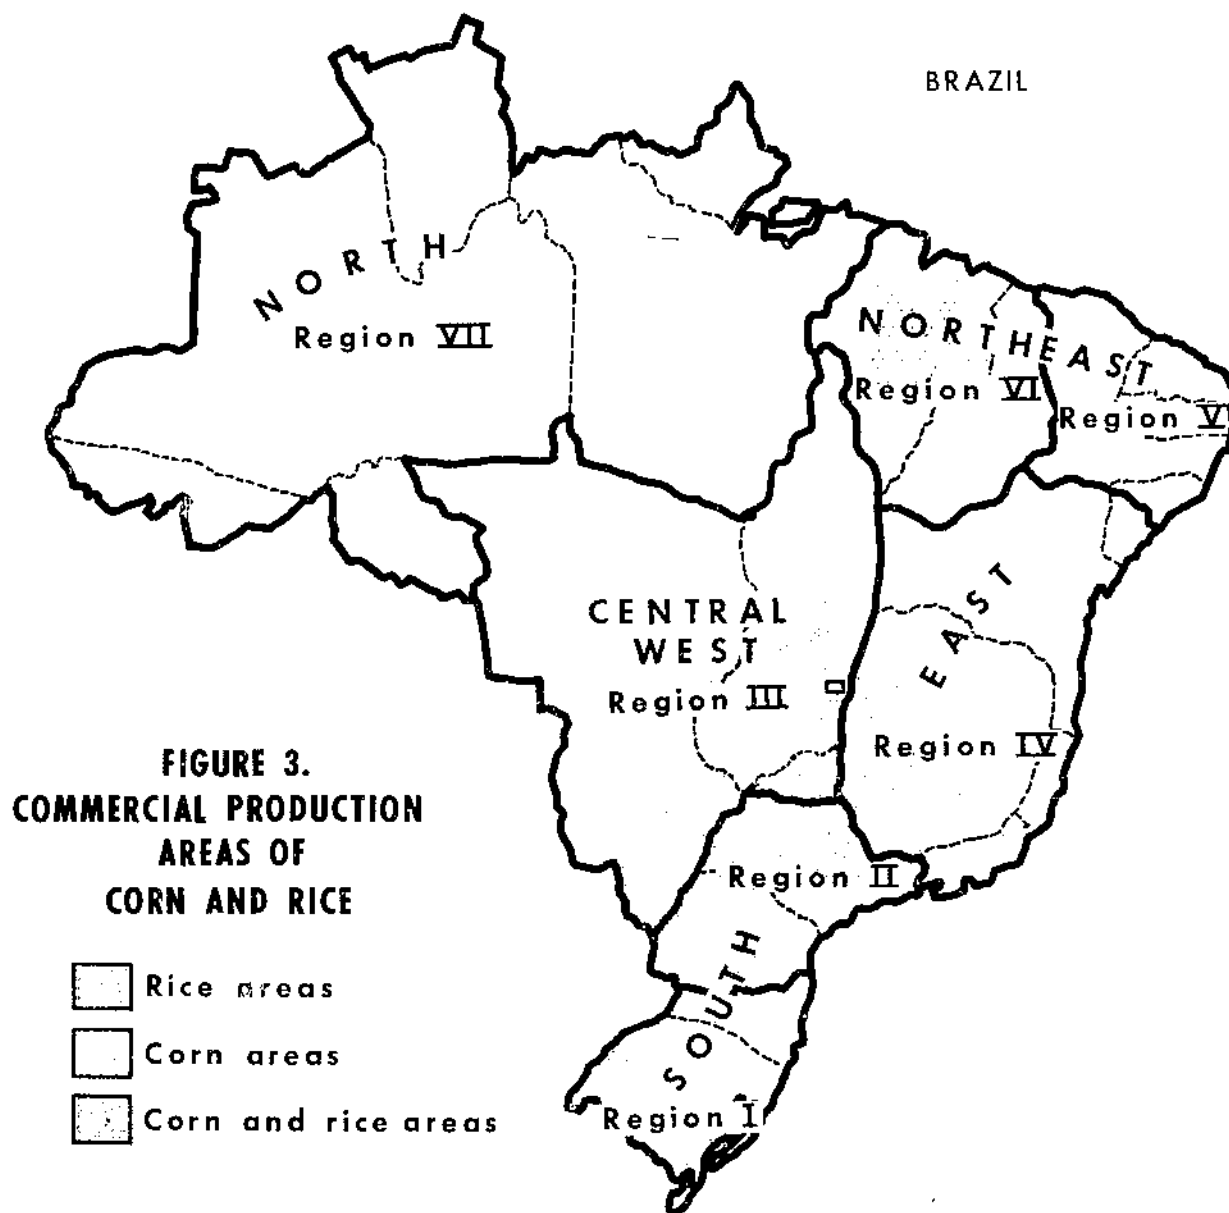 BRAZIL
NORTH
Region VII
NORTHEAST
Region VI
Region V
CENTRAL
WEST
Region III
EAST
Region IV
Region II
SOUTH
Region I
FIGURE 3.
COMMERCIAL PRODUCTION
AREAS OF
CORN AND RICE
Rice areas
Corn areas
Corn and rice areas